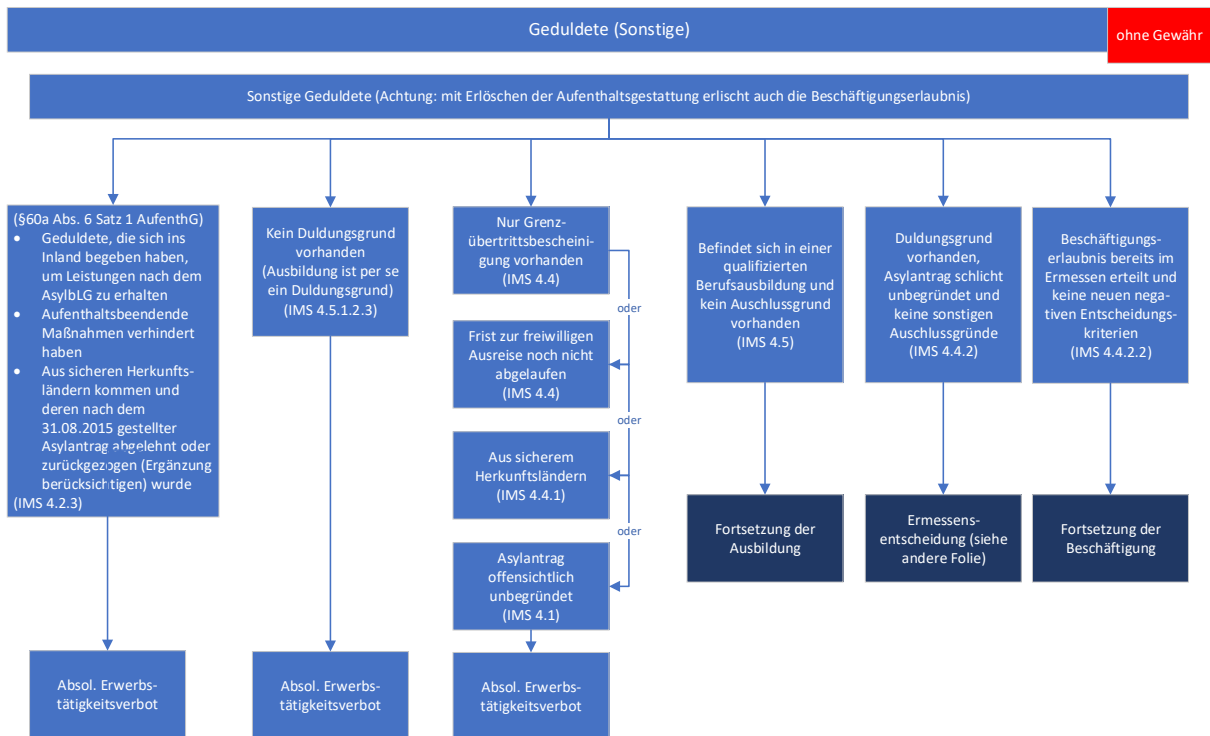 Geduldete (Sonstige)
ohne Gewähr
Sonstige Geduldete (Achtung: mit Erlöschen der Aufenthaltsgestattung erlischt auch die Beschäftigungserlaubnis)
(§60a Abs. 6 Satz 1 AufenthG)
• Geduldete, die sich ins
Inland begeben haben,
um Leistungen nach dem
AsylbLG zu erhalten
• Aufenthaltsbeendende
Maßnahmen verhindert
haben
• Aus sicheren Herkunfts-
ländern kommen und
deren nach dem
31.08.2015 gestellter
Asylantrag abgelehnt oder
zurückgezogen (Ergänzung
berücksichtigen) wurde
(IMS 4.2.3)
Absol. Erwerbs-
tätigkeitsverbot
Kein Duldungsgrund
vorhanden
(Ausbildung ist per se
ein Duldungsgrund)
(IMS 4.5.1.2.3)
Absol. Erwerbs-
tätigkeitsverbot
Nur Grenz-
übertrittsbescheini-
gung vorhanden
(IMS 4.4)
oder
Frist zur freiwilligen
Ausreise noch nicht
abgelaufen
(IMS 4.4)
oder
Aus sicherem
Herkunftsländern
(IMS 4.4.1)
oder
Asylantrag
offensichtlich
unbegründet
(IMS 4.1)
Absol. Erwerbs-
tätigkeitsverbot
Befindet sich in einer
qualifizierten
Berufsausbildung und
kein Auschlussgrund
vorhanden
(IMS 4.5)
Fortsetzung der
Ausbildung
Duldungsgrund
vorhanden,
Asylantrag schlicht
unbegründet und
keine sonstigen
Auschlussgründe
(IMS 4.4.2)
Ermessens-
entscheidung (siehe
andere Folie)
Beschäftigungs-
erlaubnis bereits im
Ermessen erteilt und
keine neuen nega-
tiven Entscheidungs-
kriterien
(IMS 4.4.2.2)
Fortsetzung der
Beschäftigung